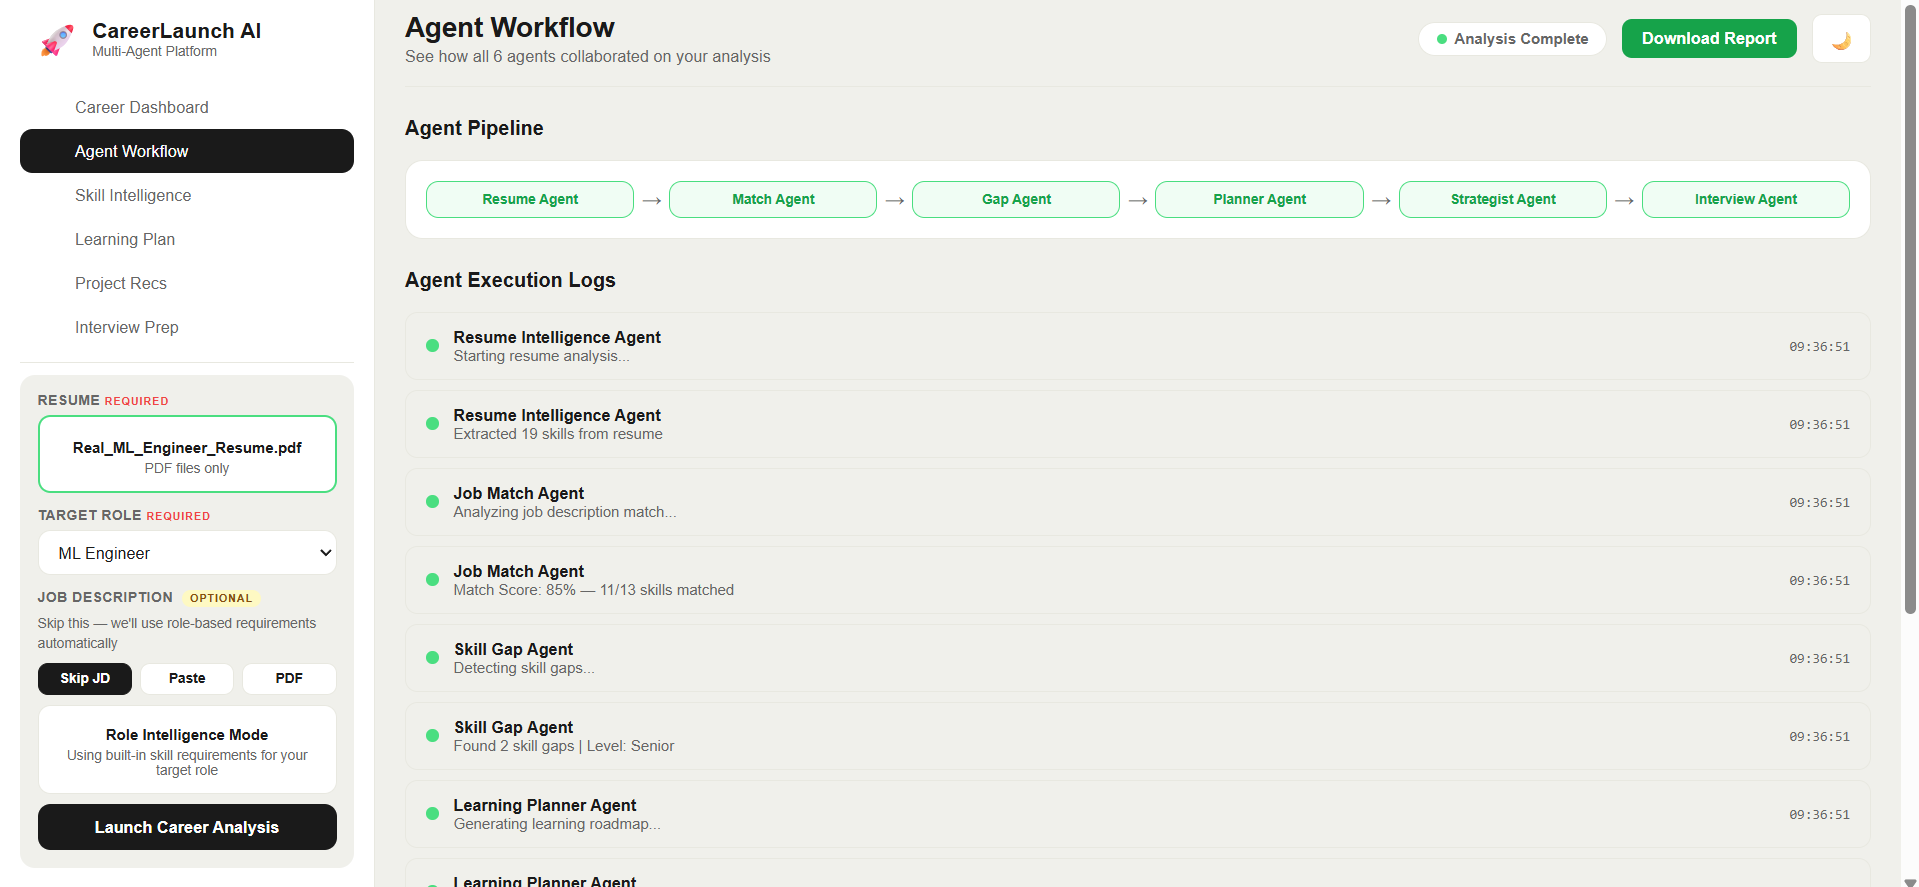 CareerLaunch AI
Multi-Agent Platform
Career Dashboard
Agent Workflow
Skill Intelligence
Learning Plan
Project Recs
Interview Prep
RESUME REQUIRED
Real_ML_Engineer_Resume.pdf
PDF files only
TARGET ROLE REQUIRED
ML Engineer
JOB DESCRIPTION OPTIONAL
Skip this — we'll use role-based requirements
automatically
Skip JD Paste PDF
Role Intelligence Mode
Using built-in skill requirements for your
target role
Launch Career Analysis
Agent Workflow
See how all 6 agents collaborated on your analysis
Analysis Complete
Download Report
Agent Pipeline
Resume Agent → Match Agent → Gap Agent → Planner Agent → Strategist Agent → Interview Agent
Agent Execution Logs
Resume Intelligence Agent
Starting resume analysis...
09:36:51
Resume Intelligence Agent
Extracted 19 skills from resume
09:36:51
Job Match Agent
Analyzing job description match...
09:36:51
Job Match Agent
Match Score: 85% — 11/13 skills matched
09:36:51
Skill Gap Agent
Detecting skill gaps...
09:36:51
Skill Gap Agent
Found 2 skill gaps | Level: Senior
09:36:51
Learning Planner Agent
Generating learning roadmap...
09:36:51
Learning Planner Agent